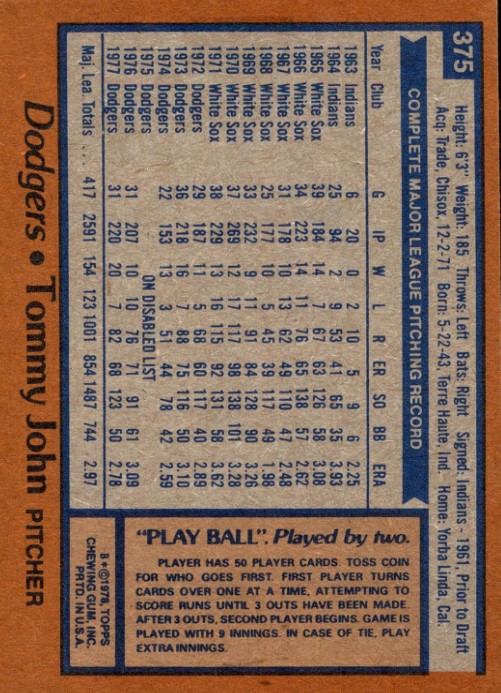 375
Height: 6'3" Weight: 185 Throws: Left Bats: Right Signed: Indians - 1961, Prior to Draft
Acq: Trade, Chisox, 12-2-71 Born: 5-22-43, Terre Haute, Ind. Home: Yorba Linda, Cal.
COMPLETE MAJOR LEAGUE PITCHING RECORD
Year Club G IP W L R ER SO BB ERA
1963 Indians 6 20 0 2 10 5 9 6 2.25
1964 Indians 25 94 2 9 53 41 65 35 3.93
1965 White Sox 39 184 14 7 67 63 126 58 3.08
1966 White Sox 34 223 14 11 76 65 138 57 2.62
1967 White Sox 31 178 10 13 62 49 110 47 2.48
1968 White Sox 25 177 10 5 45 39 117 49 1.98
1969 White Sox 33 232 9 11 91 84 128 90 3.26
1970 White Sox 37 269 12 17 117 98 138 101 3.28
1971 White Sox 38 229 13 16 115 92 131 58 3.62
1972 Dodgers 29 187 11 5 68 60 117 40 2.89
1973 Dodgers 36 218 16 7 88 75 116 50 3.10
1974 Dodgers 22 153 13 3 51 44 78 42 2.59
1975 Dodgers ON DISABLED LIST
1976 Dodgers 31 207 10 10 76 71 91 61 3.09
1977 Dodgers 31 220 20 7 82 68 123 50 2.78
Maj. Lea. Totals ... 417 2591 154 123 1001 854 1487 744 2.97
Dodgers • Tommy John PITCHER
"PLAY BALL". Played by two.
PLAYER HAS 50 PLAYER CARDS. TOSS COIN
FOR WHO GOES FIRST. FIRST PLAYER TURNS
CARDS OVER ONE AT A TIME, ATTEMPTING TO
SCORE RUNS UNTIL 3 OUTS HAVE BEEN MADE.
AFTER 3 OUTS, SECOND PLAYER BEGINS. GAME IS
PLAYED WITH 9 INNINGS. IN CASE OF TIE, PLAY
EXTRA INNINGS.
B*©1978, TOPPS
CHEWING GUM, INC.
PRTD. IN U.S.A.